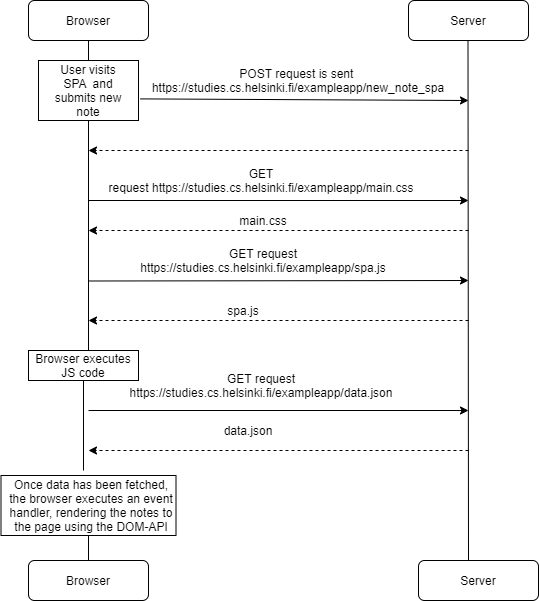 Browser
Server
User visits
SPA and
submits new
note
POST request is sent
https://studies.cs.helsinki.fi/exampleapp/new_note_spa
GET
request https://studies.cs.helsinki.fi/exampleapp/main.css
main.css
GET request
https://studies.cs.helsinki.fi/exampleapp/spa.js
spa.js
Browser executes
JS code
GET request
https://studies.cs.helsinki.fi/exampleapp/data.json
data.json
Once data has been fetched,
the browser executes an event
handler, rendering the notes to
the page using the DOM-API
Browser
Server